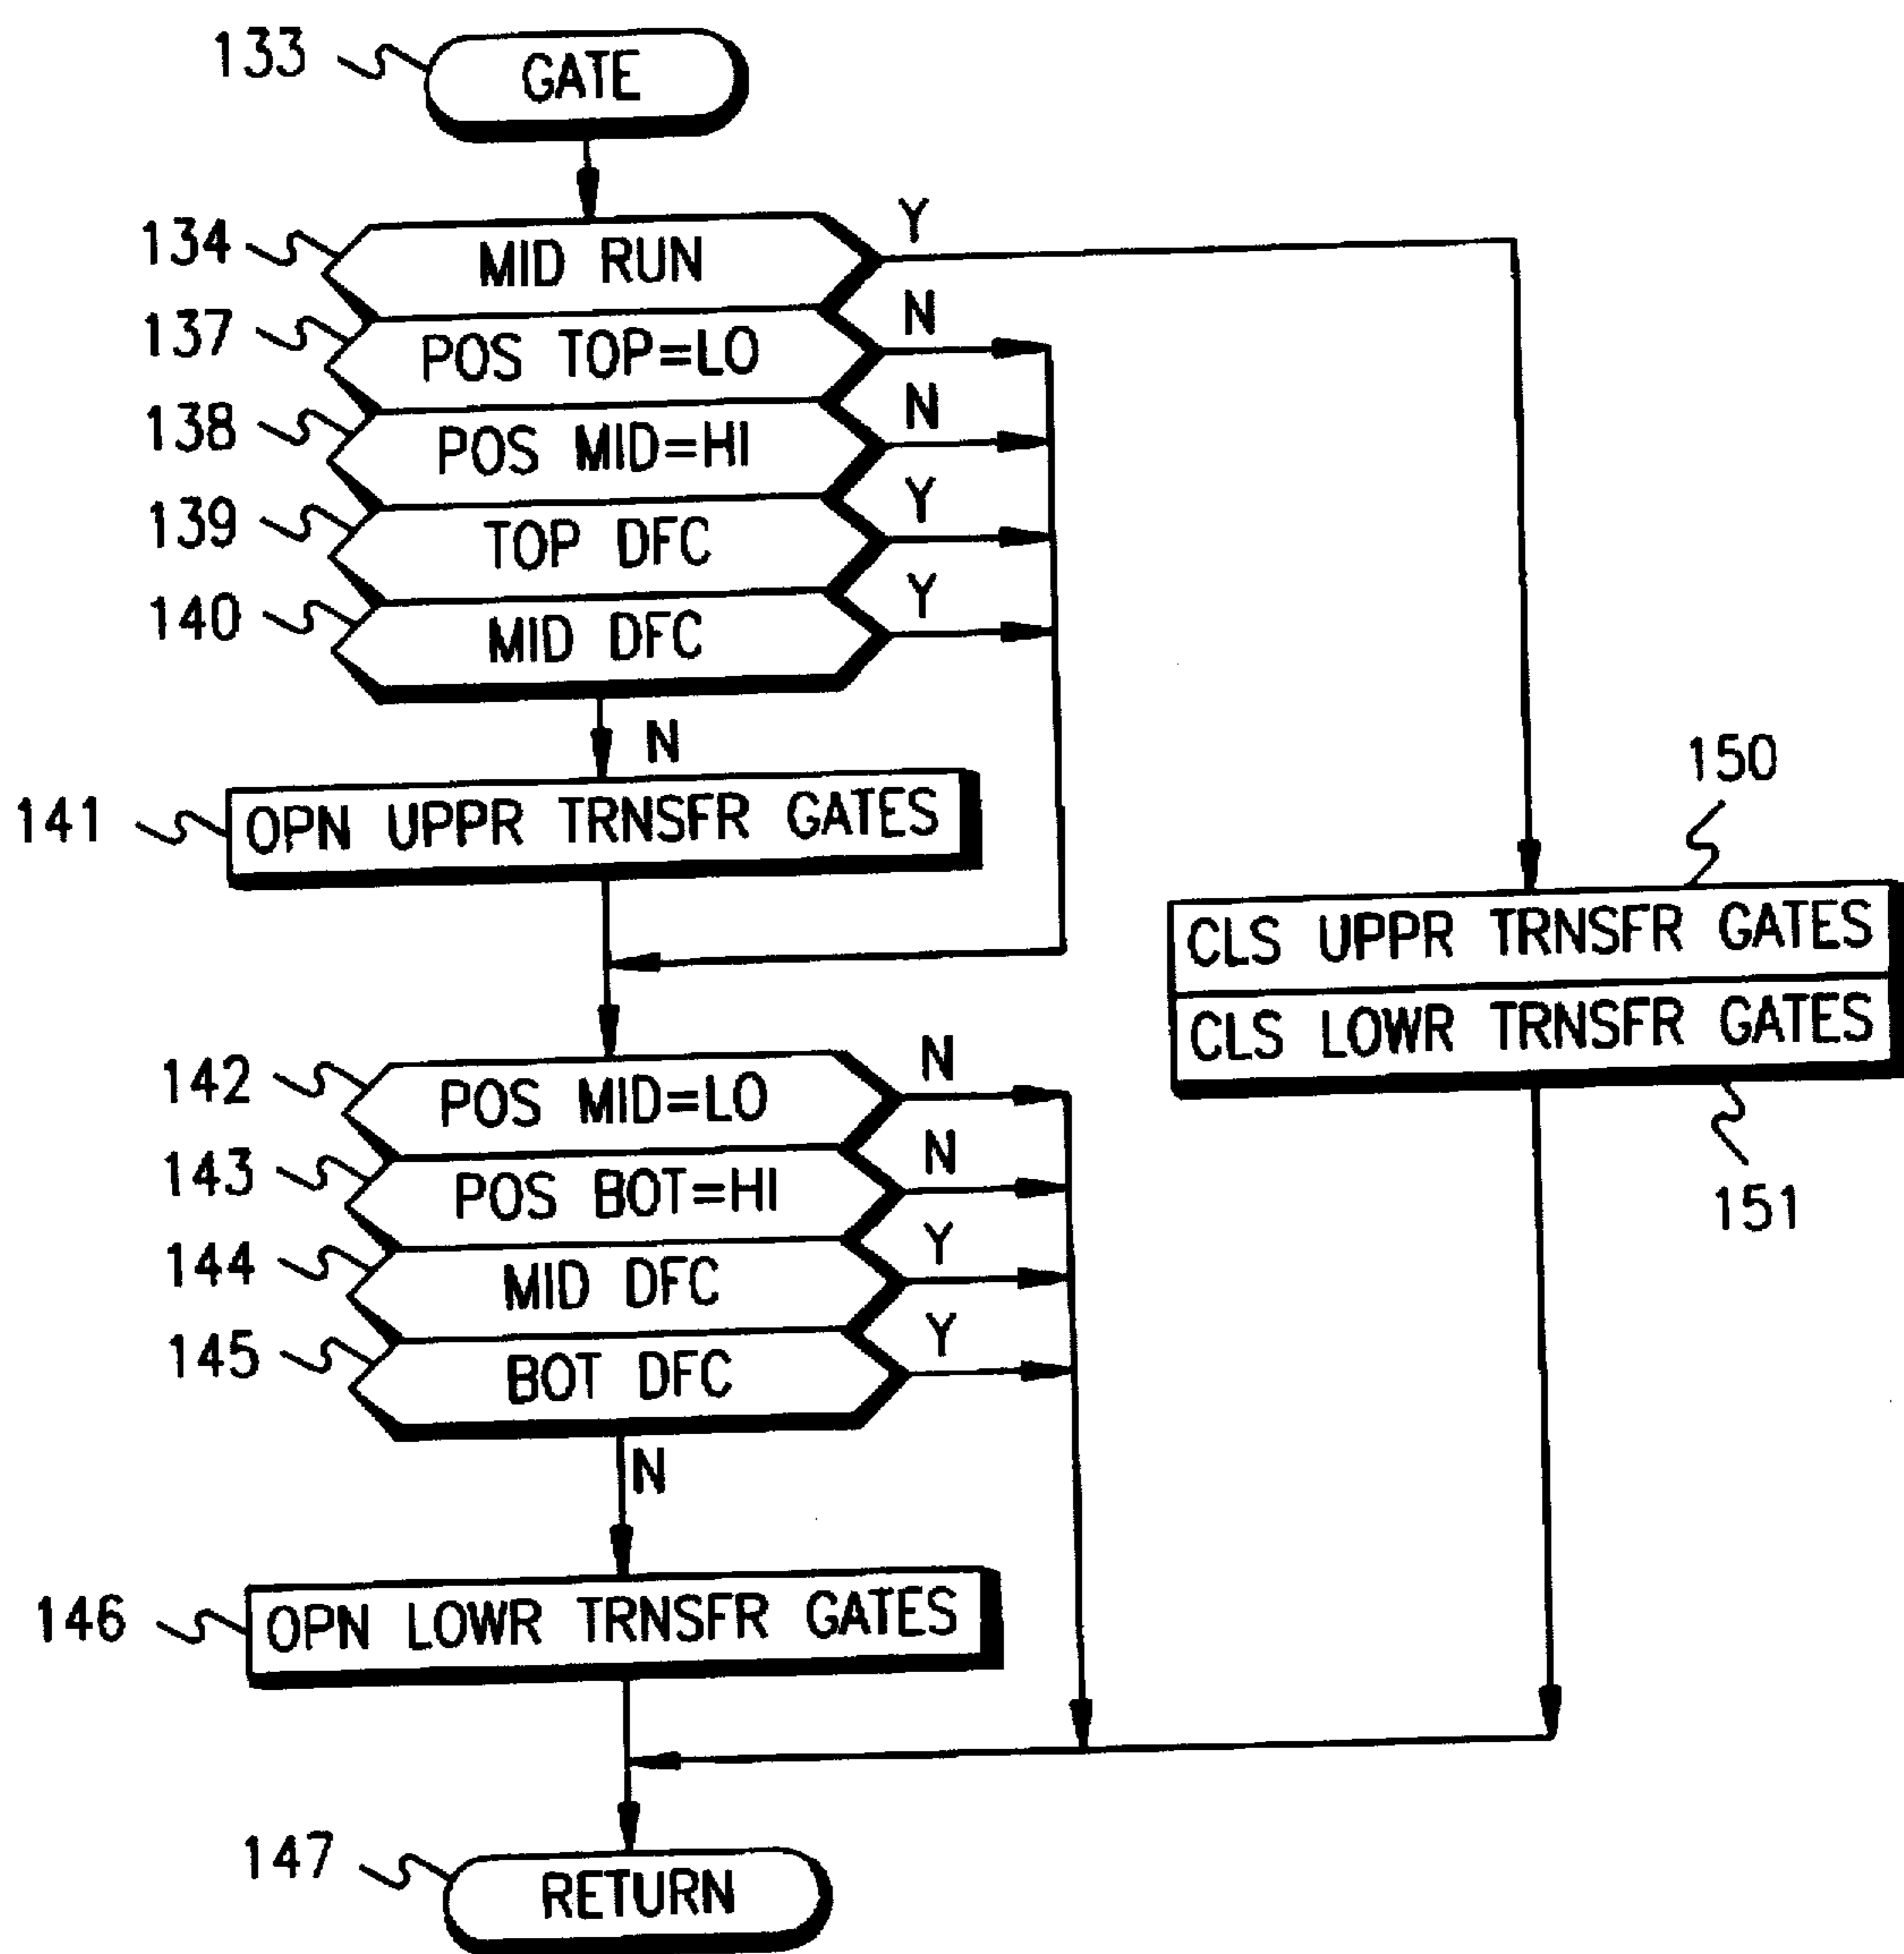 133 GATE
134 MID RUN Y
137 POS TOP=LO N
138 POS MID=HI N
139 TOP DFC Y
140 MID DFC Y
N
141 OPN UPPR TRNSFR GATES
150
CLS UPPR TRNSFR GATES
CLS LOWR TRNSFR GATES
151
142 POS MID=LO N
143 POS BOT=HI N
144 MID DFC Y
145 BOT DFC Y
N
146 OPN LOWR TRNSFR GATES
147 RETURN